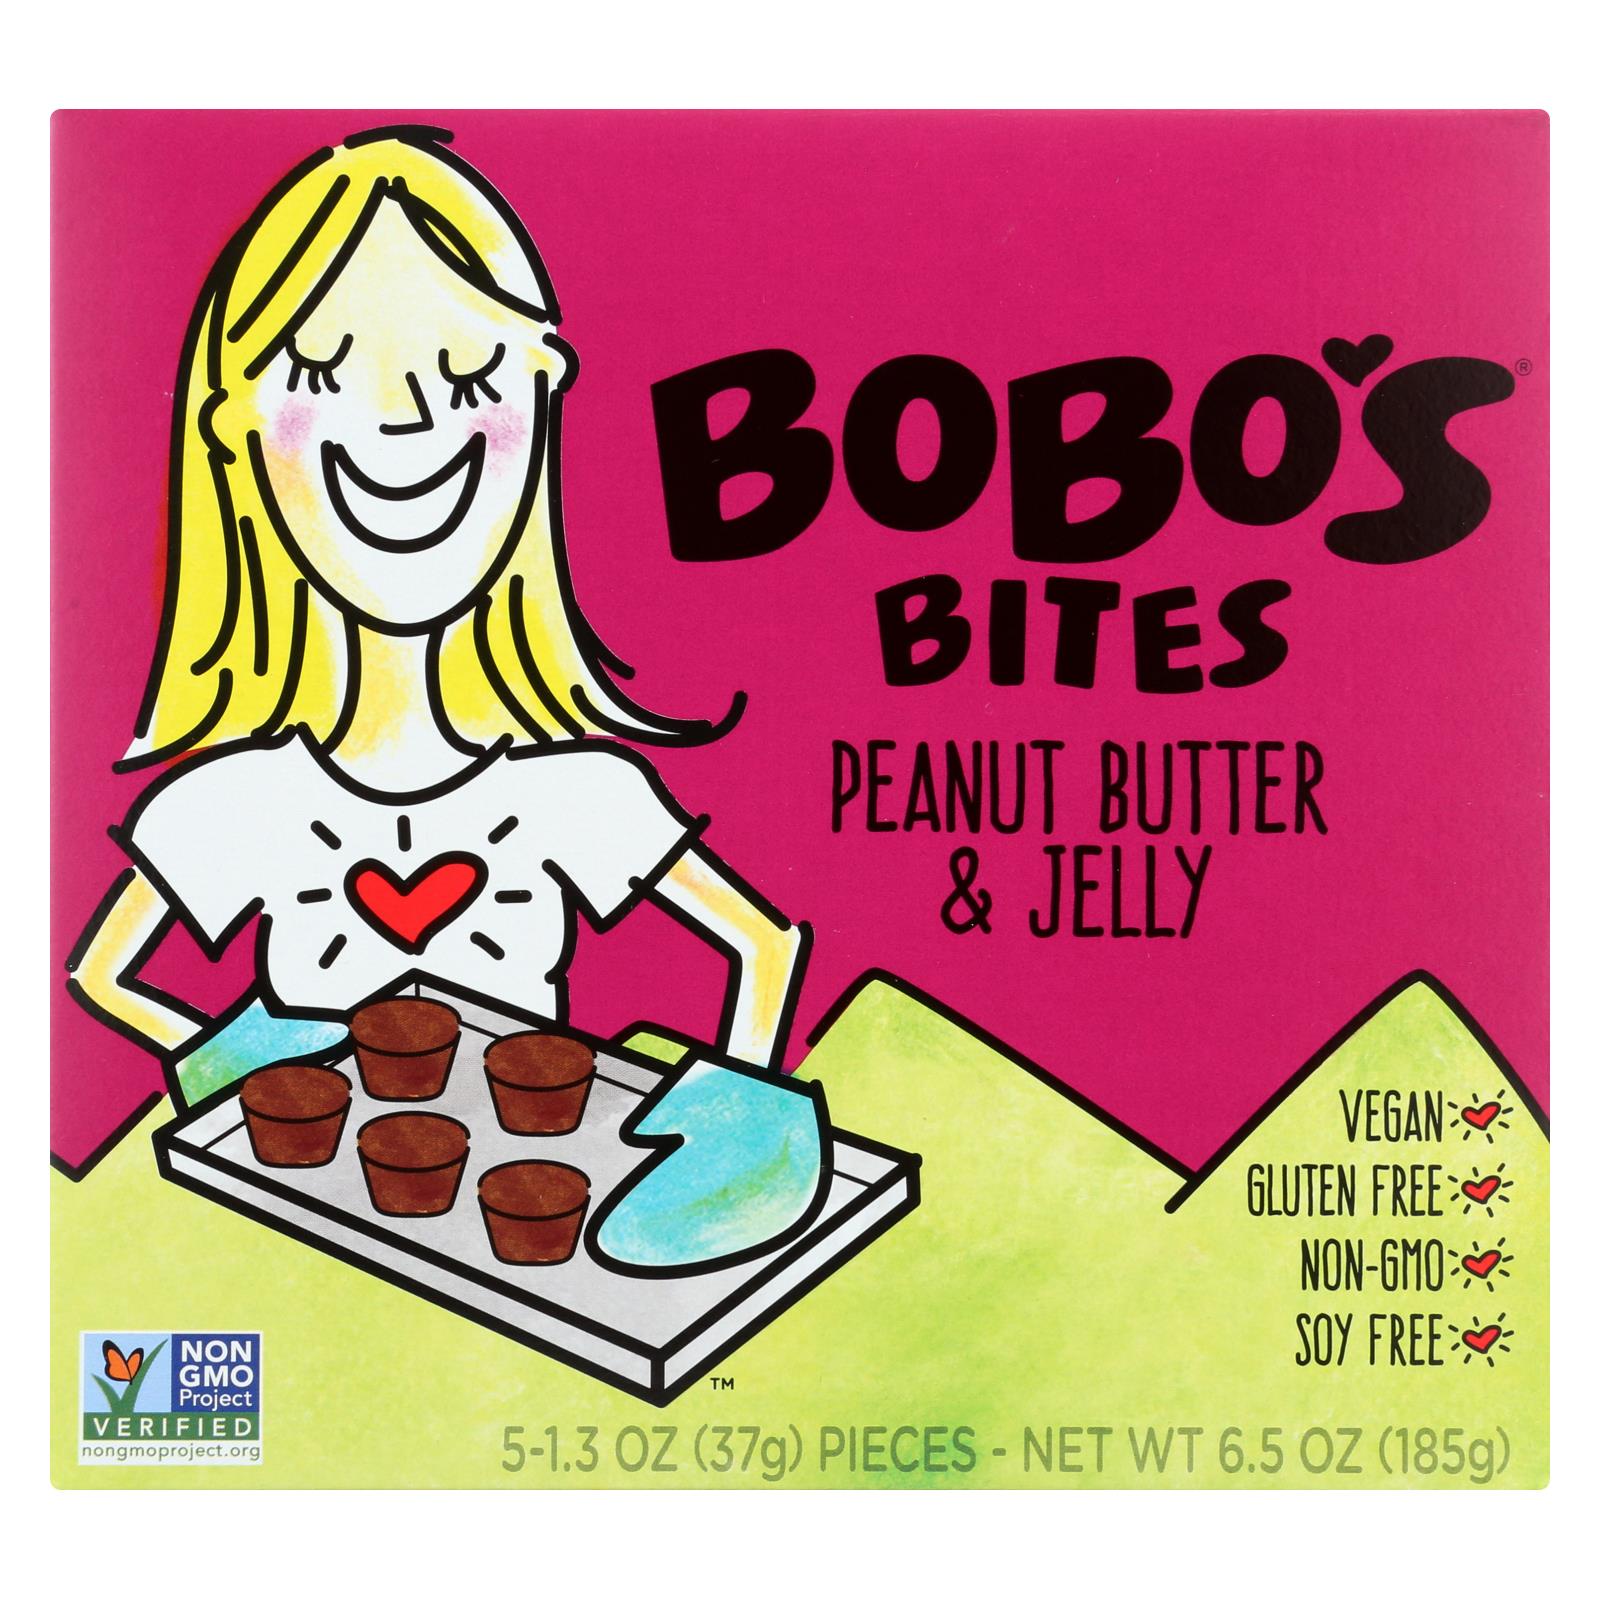 BOBO'S®
BITES
PEANUT BUTTER
& JELLY
VEGAN
GLUTEN FREE
NON-GMO
SOY FREE
NON
GMO
Project
VERIFIED
nongmoproject.org
TM
5-1.3 OZ (37g) PIECES - NET WT 6.5 OZ (185g)